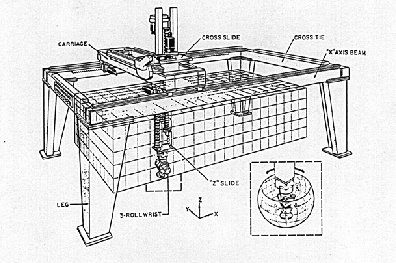 CROSS SLIDE
CARRIAGE
CROSS TIE
"X" AXIS BEAM
"Z" SLIDE
LEG
3-ROLL WRIST
Z
Y
X